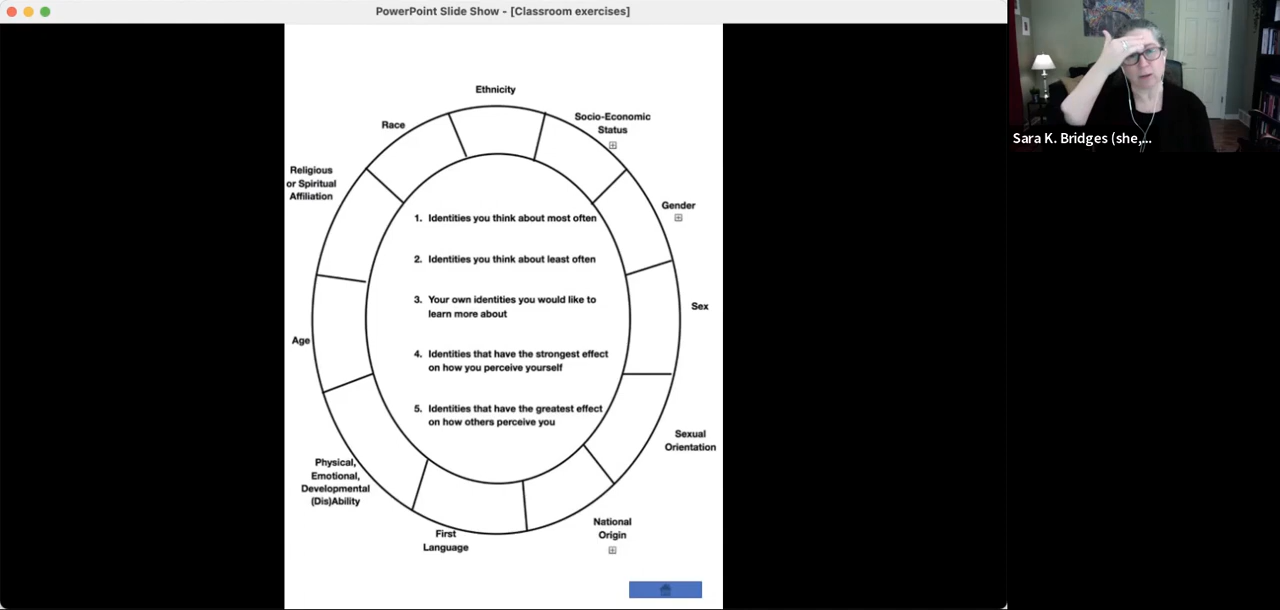 PowerPoint Slide Show - [Classroom exercises]
Sara K. Bridges (she,...
Ethnicity
Socio-Economic
Status
Race
Religious
or Spiritual
Affiliation
Gender
1. Identities you think about most often
2. Identities you think about least often
3. Your own identities you would like to
learn more about
Sex
Age
4. Identities that have the strongest effect
on how you perceive yourself
5. Identities that have the greatest effect
on how others perceive you
Sexual
Orientation
Physical,
Emotional,
Developmental
(Dis)Ability
First
Language
National
Origin